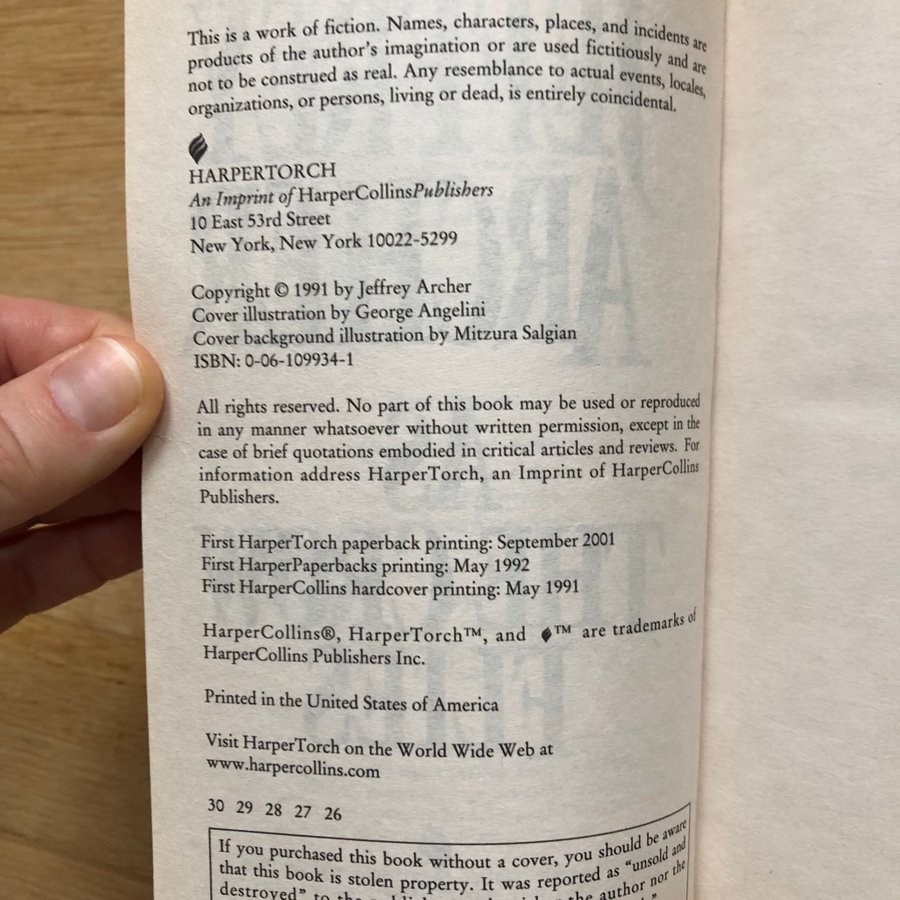 This is a work of fiction. Names, characters, places, and incidents are
products of the author's imagination or are used fictitiously and are
not to be construed as real. Any resemblance to actual events, locales,
organizations, or persons, living or dead, is entirely coincidental.
HARPERTORCH
An Imprint of HarperCollinsPublishers
10 East 53rd Street
New York, New York 10022-5299
Copyright © 1991 by Jeffrey Archer
Cover illustration by George Angelini
Cover background illustration by Mitzura Salgian
ISBN: 0-06-109934-1
All rights reserved. No part of this book may be used or reproduced
in any manner whatsoever without written permission, except in the
case of brief quotations embodied in critical articles and reviews. For
information address HarperTorch, an Imprint of HarperCollins
Publishers.
First HarperTorch paperback printing: September 2001
First HarperPaperbacks printing: May 1992
First HarperCollins hardcover printing: May 1991
HarperCollins®, HarperTorch™, and ™ are trademarks of
HarperCollins Publishers Inc.
Printed in the United States of America
Visit HarperTorch on the World Wide Web at
www.harpercollins.com
30 29 28 27 26
If you purchased this book without a cover, you should be aware
that this book is stolen property. It was reported as "unsold and
destroyed" to the the author nor the